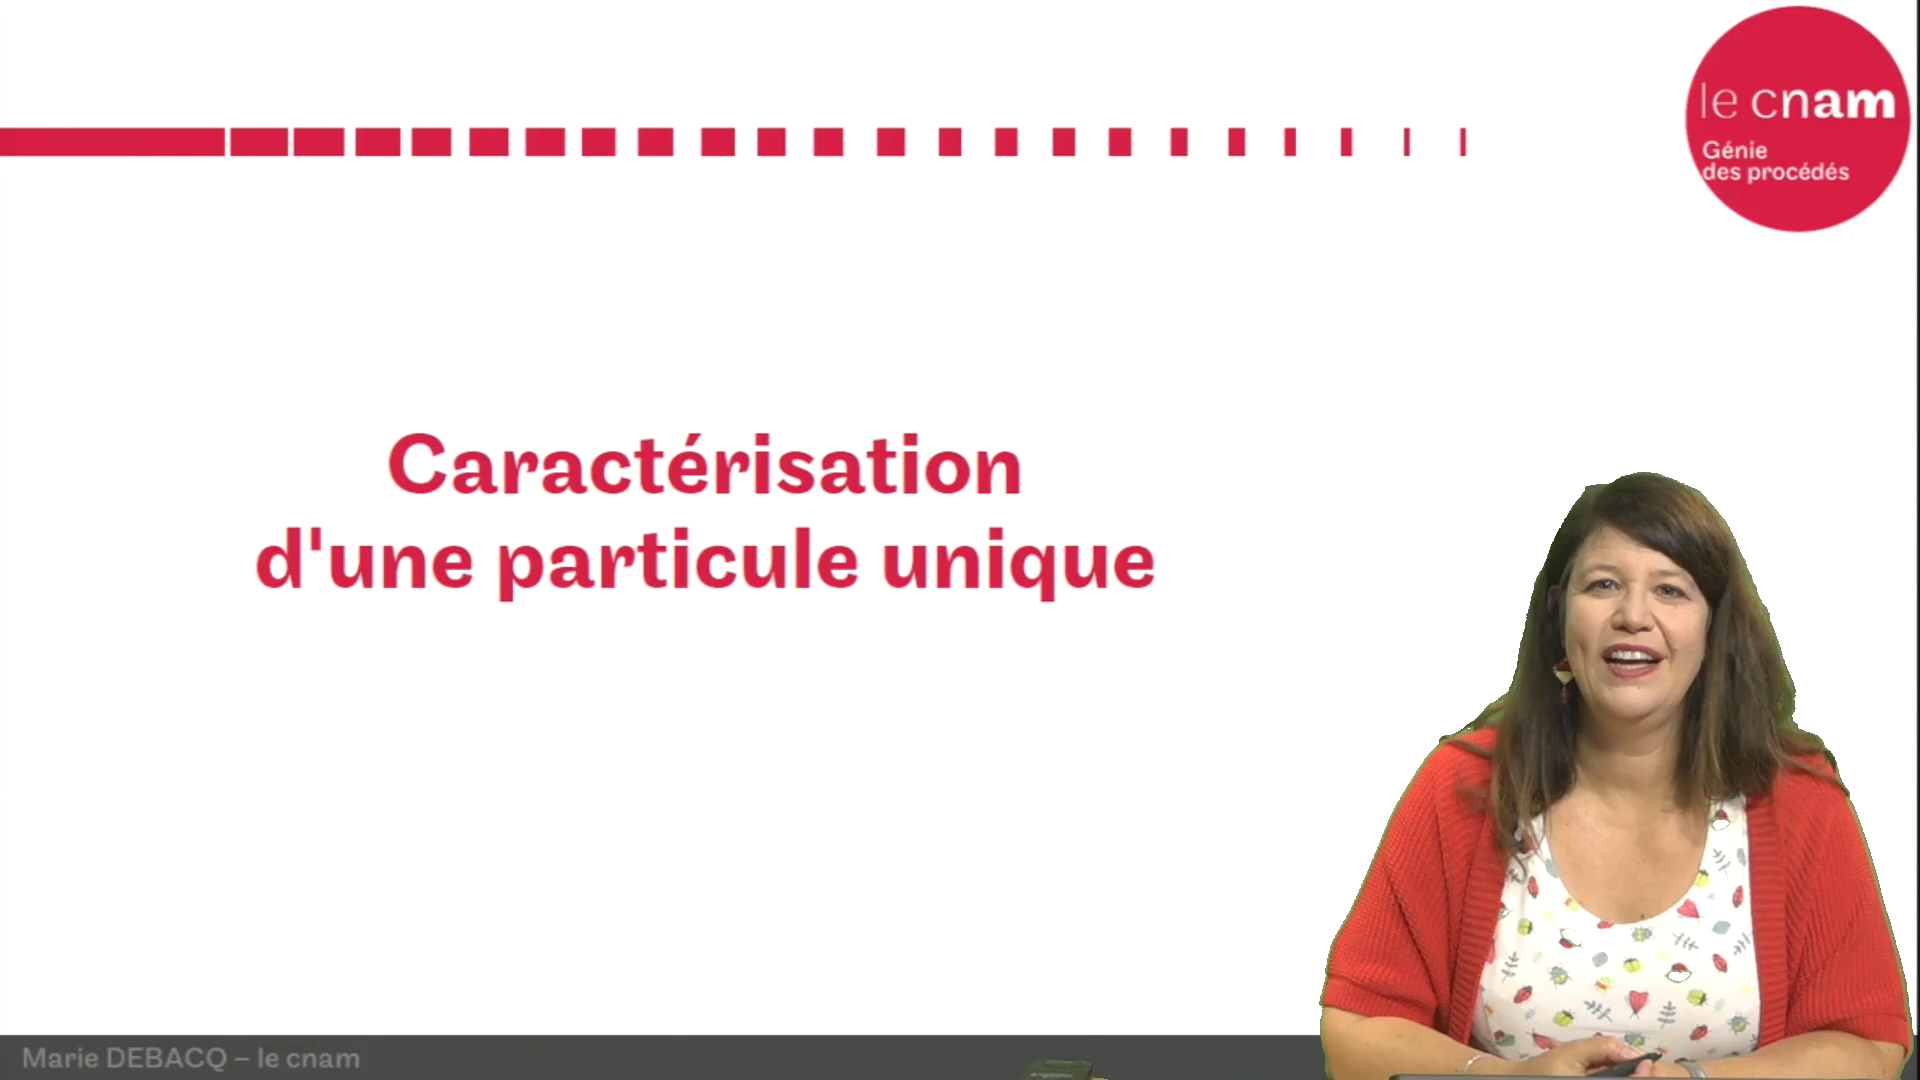 le cnam
Génie
des procédés
Caractérisation
d'une particule unique
Marie DEBACQ – le cnam